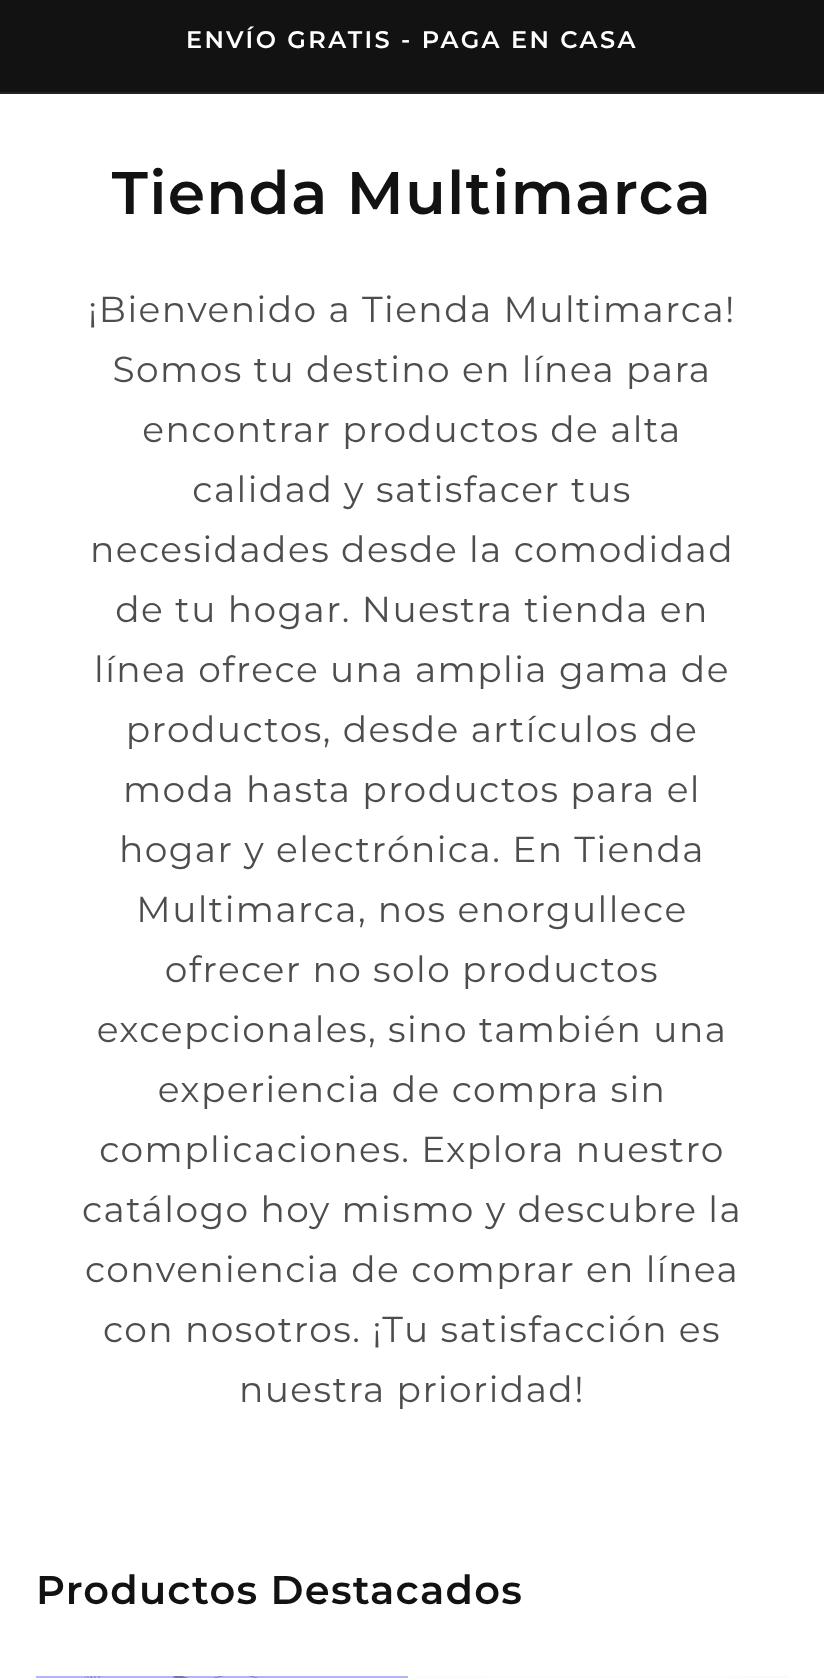 ENVÍO GRATIS - PAGA EN CASA
Tienda Multimarca
¡Bienvenido a Tienda Multimarca!
Somos tu destino en línea para
encontrar productos de alta
calidad y satisfacer tus
necesidades desde la comodidad
de tu hogar. Nuestra tienda en
línea ofrece una amplia gama de
productos, desde artículos de
moda hasta productos para el
hogar y electrónica. En Tienda
Multimarca, nos enorgullece
ofrecer no solo productos
excepcionales, sino también una
experiencia de compra sin
complicaciones. Explora nuestro
catálogo hoy mismo y descubre la
conveniencia de comprar en línea
con nosotros. ¡Tu satisfacción es
nuestra prioridad!
Productos Destacados